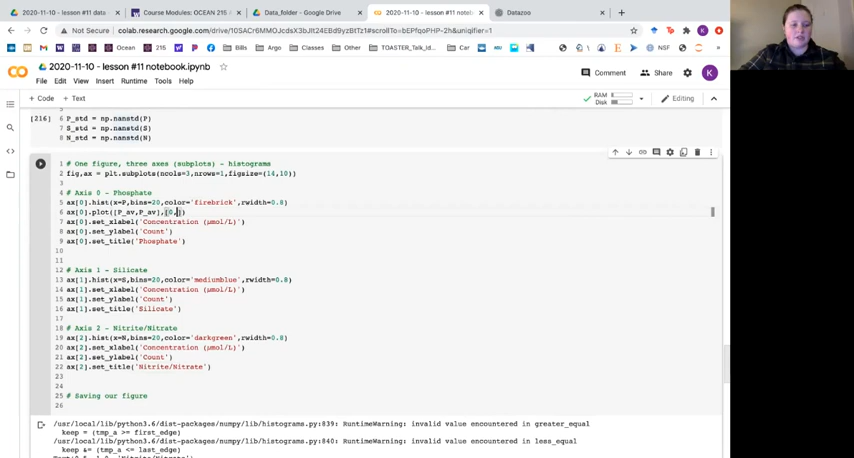 2020-11-10 - lesson #11 data
Course Modules: OCEAN 215 A
Data_folder - Google Drive
2020-11-10 - lesson #11 noteb
Datazoo
Not Secure
colab.research.google.com/drive/
Bills
Argo
Classes
Other
TOASTER_Talk_Id...
Car
NSF
Ocean
215
2020-11-10 - lesson #11 notebook.ipynb
File Edit View Insert Runtime Tools Help
Comment
Share
K
+ Code + Text
RAM
Disk
Editing
[216]
6 P_std = np.nanstd(P)
7 S_std = np.nanstd(S)
8 N_std = np.nanstd(N)
1 # One figure, three axes (subplots) - histograms
2 fig,ax = plt.subplots(ncols=3,nrows=1,figsize=(14,10))
3
4 # Axis 0 - Phosphate
5 ax[0].hist(x=P,bins=20,color='firebrick',rwidth=0.8)
6 ax[0].plot([P_av,P_av],[0,])
7 ax[0].set_xlabel('Concentration (μmol/L)')
8 ax[0].set_ylabel('Count')
9 ax[0].set_title('Phosphate')
10
11
12 # Axis 1 - Silicate
13 ax[1].hist(x=S,bins=20,color='mediumblue',rwidth=0.8)
14 ax[1].set_xlabel('Concentration (μmol/L)')
15 ax[1].set_ylabel('Count')
16 ax[1].set_title('Silicate')
17
18 # Axis 2 - Nitrite/Nitrate
19 ax[2].hist(x=N,bins=20,color='darkgreen',rwidth=0.8)
20 ax[2].set_xlabel('Concentration (μmol/L)')
21 ax[2].set_ylabel('Count')
22 ax[2].set_title('Nitrite/Nitrate')
23
24
25 # Saving our figure
26
/usr/local/lib/python3.6/dist-packages/numpy/lib/histograms.py:839: RuntimeWarning: invalid value encountered in greater_equal
keep = (tmp_a >= first_edge)
/usr/local/lib/python3.6/dist-packages/numpy/lib/histograms.py:840: RuntimeWarning: invalid value encountered in less_equal
keep &= (tmp_a <= last_edge)